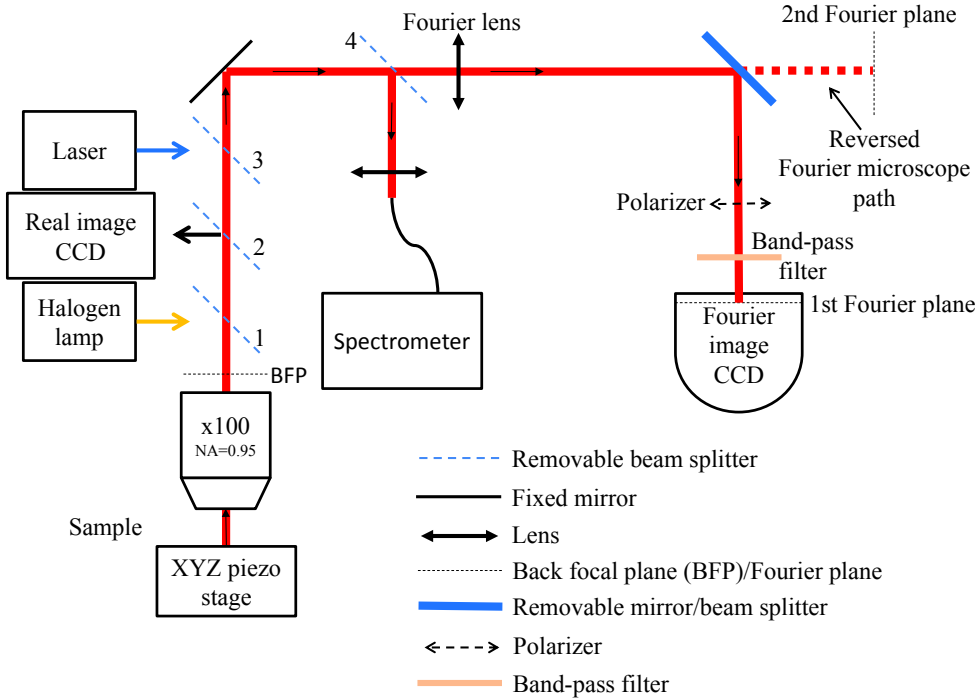 2nd Fourier plane
Fourier lens
4
Laser
3
Reversed
Fourier microscope
path
Real image
CCD
2
Polarizer
Band-pass
filter
Halogen
lamp
1
1st Fourier plane
Fourier
image
CCD
Spectrometer
BFP
x100
NA=0.95
Sample
XYZ piezo
stage
Removable beam splitter
Fixed mirror
Lens
Back focal plane (BFP)/Fourier plane
Removable mirror/beam splitter
Polarizer
Band-pass filter